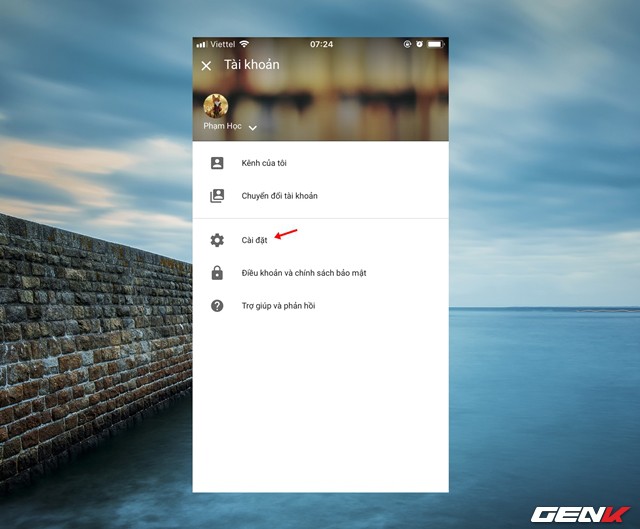 Viettel 07:24
Tài khoản
Phạm Học
Kênh của tôi
Chuyển đổi tài khoản
Cài đặt
Điều khoản và chính sách bảo mật
Trợ giúp và phản hồi
GENK